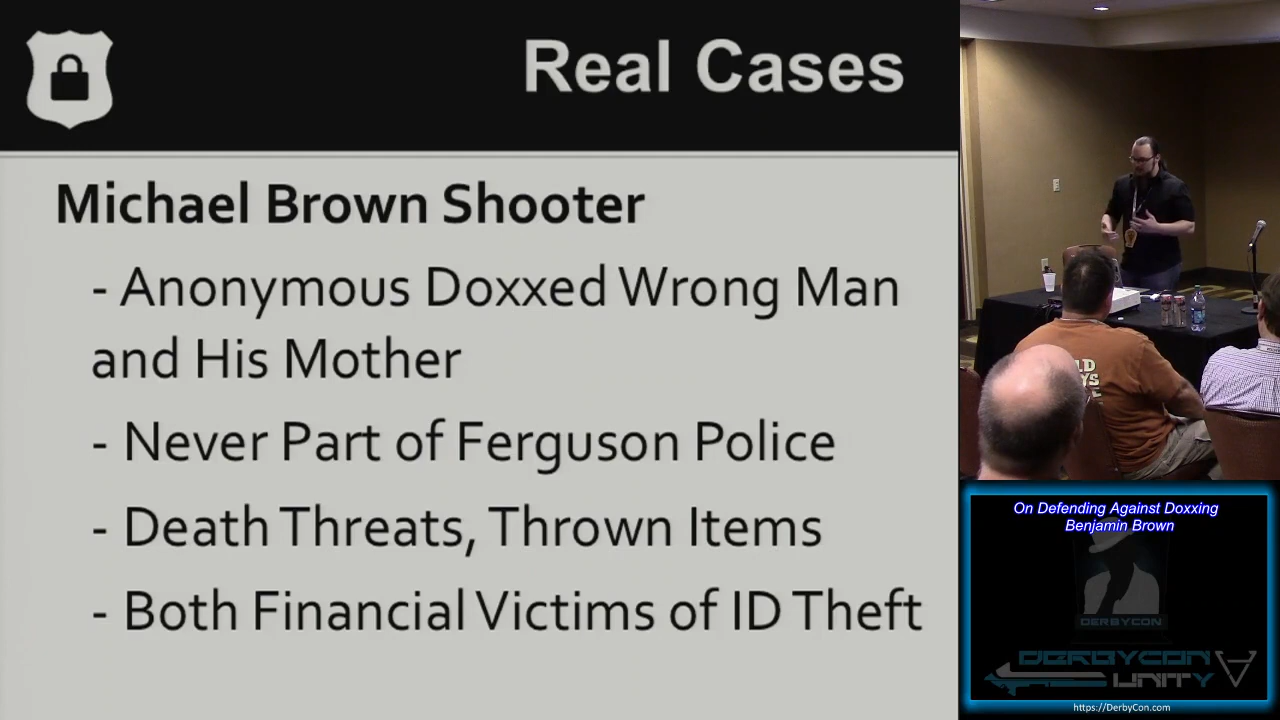 Real Cases
Michael Brown Shooter
- Anonymous Doxxed Wrong Man
and His Mother
- Never Part of Ferguson Police
- Death Threats, Thrown Items
- Both Financial Victims of ID Theft
On Defending Against Doxxing
Benjamin Brown
DERBYCON
DERBYCON
UNITY
https://DerbyCon.com